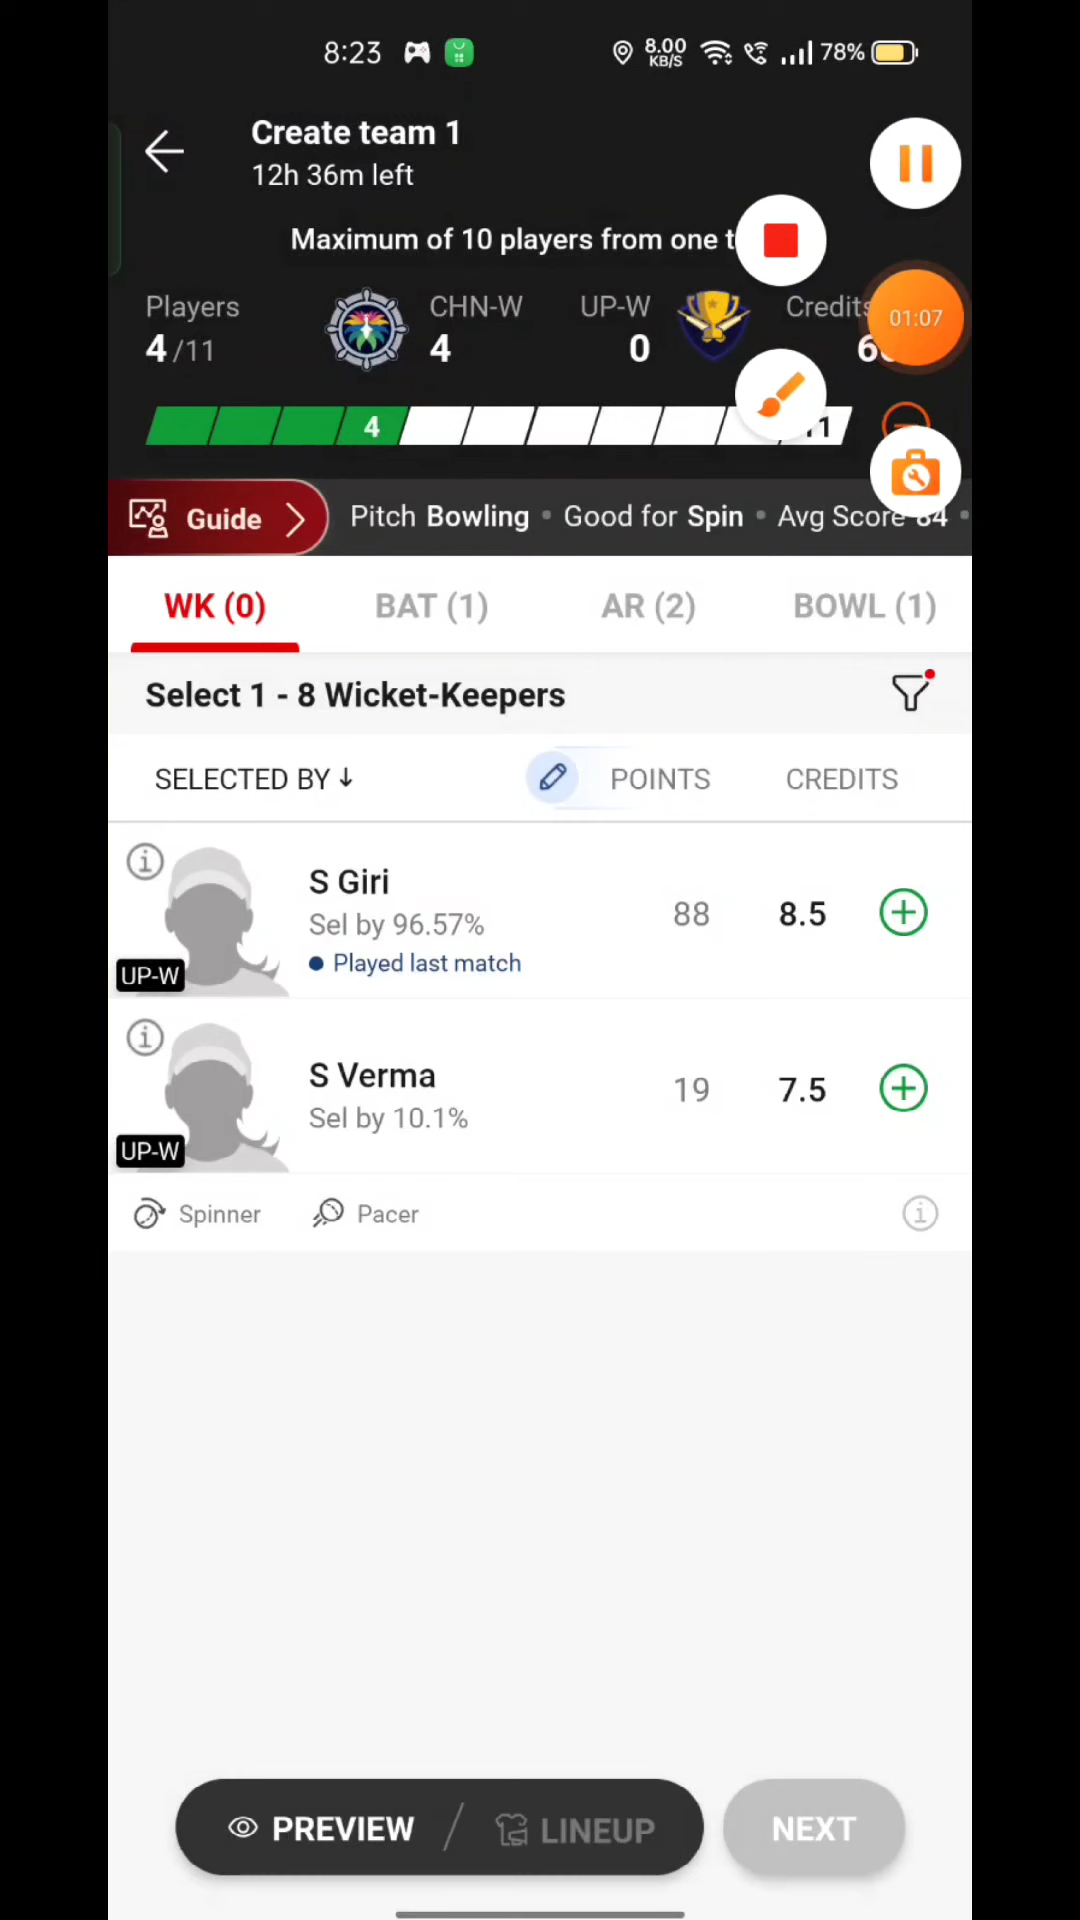 8:23
8.00
KB/S
78%
Create team 1
12h 36m left
Maximum of 10 players from one
Players
CHN-W
UP-W
Credits
4/11
4
0
01:07
4
Guide
Pitch Bowling • Good for Spin • Avg Score 84 •
WK (0)
BAT (1)
AR (2)
BOWL (1)
Select 1 - 8 Wicket-Keepers
SELECTED BY ↓
POINTS
CREDITS
S Giri
Sel by 96.57%
88
8.5
Played last match
UP-W
S Verma
Sel by 10.1%
19
7.5
UP-W
Spinner
Pacer
PREVIEW
LINEUP
NEXT